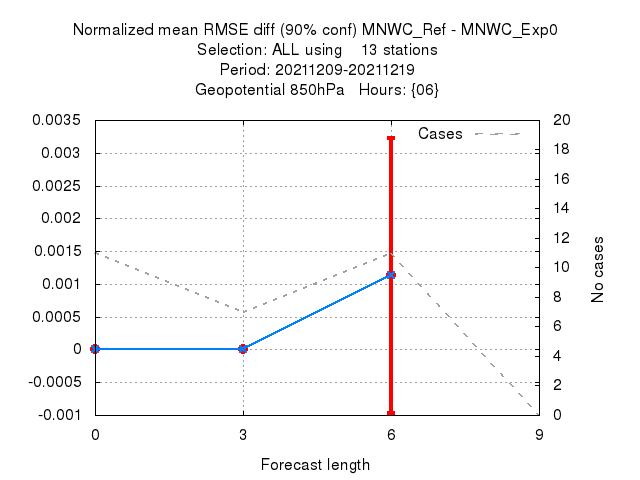 Normalized mean RMSE diff (90% conf) MNWC_Ref - MNWC_Exp0
Selection: ALL using 13 stations
Period: 20211209-20211219
Geopotential 850hPa Hours: {06}
Cases
0.0035
0.003
0.0025
0.002
0.0015
0.001
0.0005
0
-0.0005
-0.001
20
18
16
14
12
10
8
6
4
2
0
No cases
0 3 6 9
Forecast length